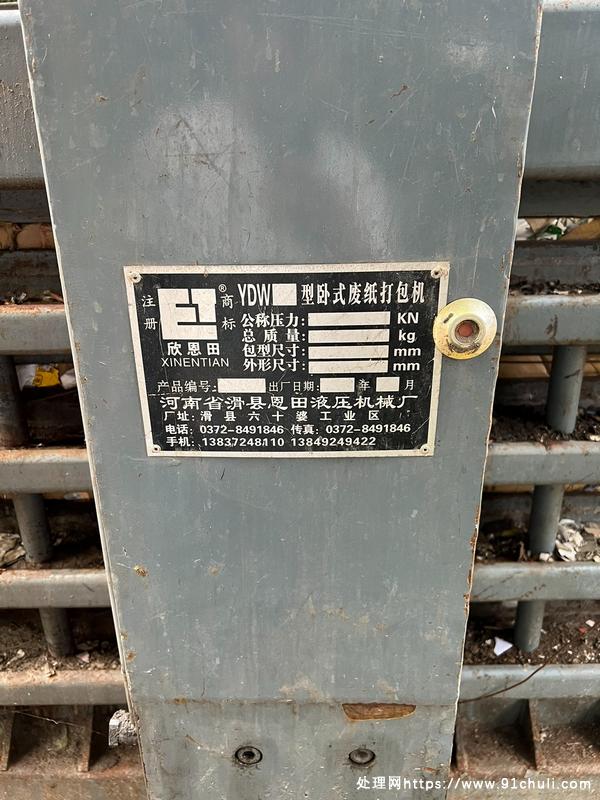 注册 ET® 商标
欣恩田
XINENTIAN
YDW 型卧式废纸打包机
公称压力: KN
总质量: kg
包型尺寸: mm
外形尺寸: mm
产品编号: 出厂日期: 年 月
河南省滑县恩田液压机械厂
厂址: 滑县六十婆工业区
电话: 0372-8491846 传真: 0372-8491846
手机: 13837248110 13849249422
处理网https://www.91chuli.com